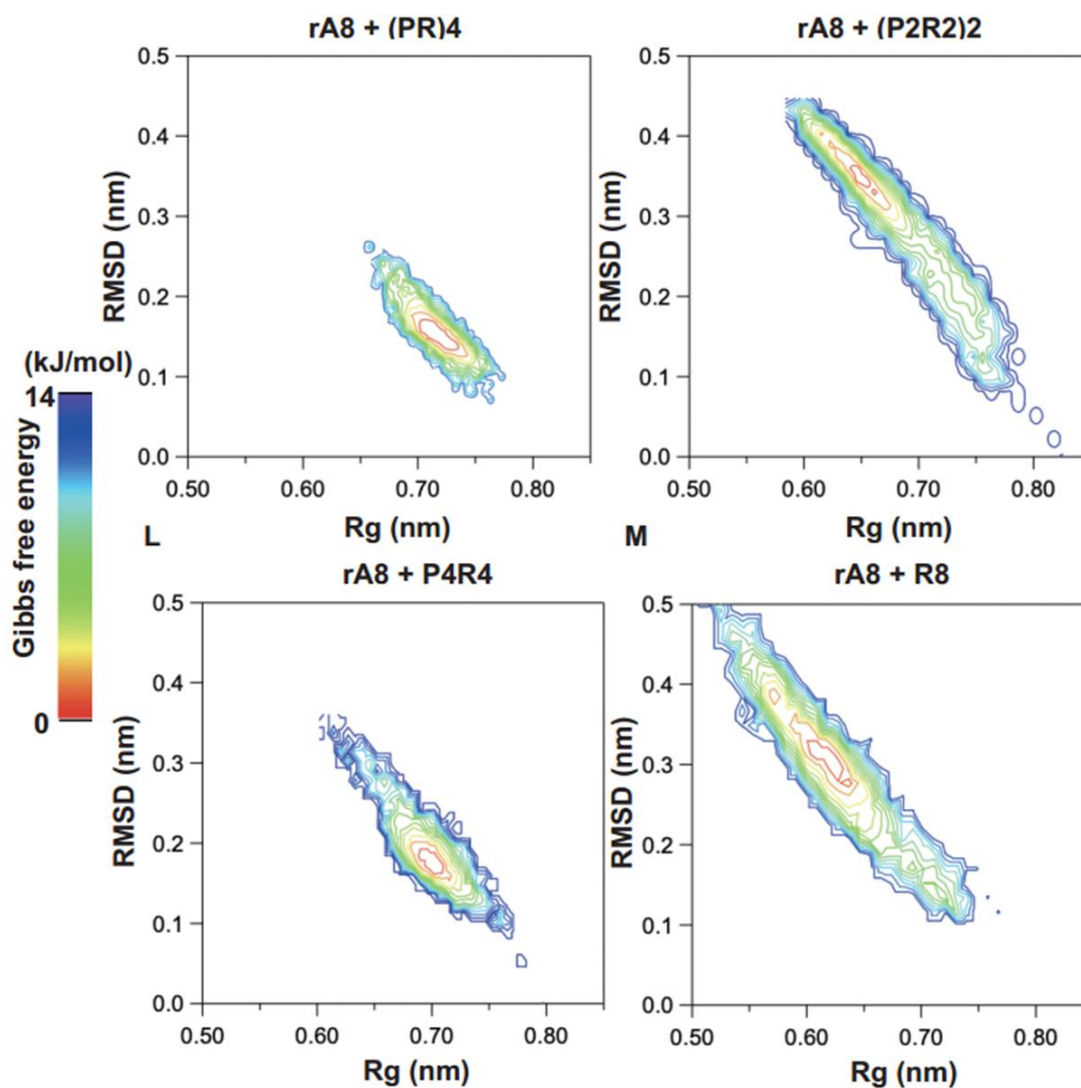 rA8 + (PR)4
0.5
0.4
0.3
0.2
0.1
0.0
RMSD (nm)
0.50 0.60 0.70 0.80
Rg (nm)
rA8 + (P2R2)2
0.5
0.4
0.3
0.2
0.1
0.0
RMSD (nm)
0.50 0.60 0.70 0.80
Rg (nm)
(kJ/mol)
14
Gibbs free energy
0
L
rA8 + P4R4
0.5
0.4
0.3
0.2
0.1
0.0
RMSD (nm)
0.50 0.60 0.70 0.80
Rg (nm)
M
rA8 + R8
0.5
0.4
0.3
0.2
0.1
0.0
RMSD (nm)
0.50 0.60 0.70 0.80
Rg (nm)